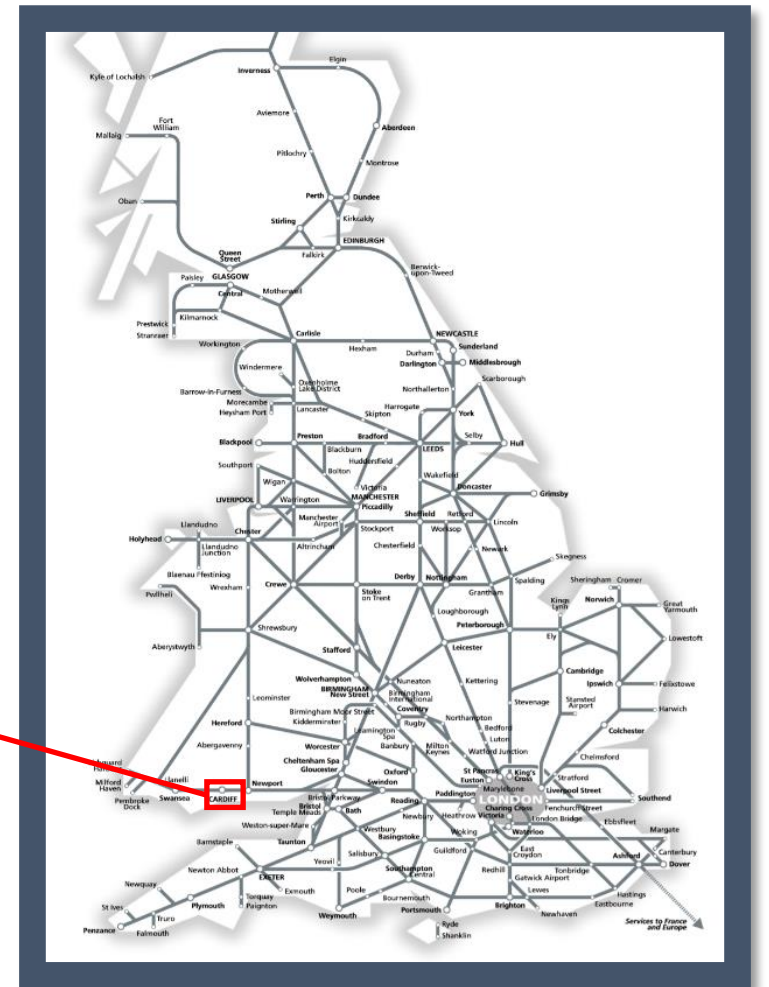 Elgin
Inverness
Kyle of Lochalsh
Aviemore
Fort
William
Mallaig
Aberdeen
Pitlochry
Montrose
Perth
Dundee
Oban
Kirkcaldy
Stirling
EDINBURGH
Queen
Street
Falkirk
Berwick-
upon-Tweed
Paisley
GLASGOW
Central
Motherwell
Prestwick
Kilmarnock
Stranraer
Carlisle
NEWCASTLE
Workington
Hexham
Sunderland
Durham
Darlington
Middlesbrough
Windermere
Scarborough
Oxenholme
Lake District
Northallerton
Barrow-in-Furness
Morecambe
Heysham Port
Lancaster
Harrogate
York
Skipton
Preston
Bradford
Selby
Blackpool
Blackburn
LEEDS
Hull
Huddersfield
Southport
Bolton
Wakefield
Wigan
Victoria
Doncaster
Grimsby
LIVERPOOL
Warrington
MANCHESTER
Piccadilly
Manchester
Airport
Sheffield
Retford
Llandudno
Stockport
Worksop
Lincoln
Holyhead
Chester
Llandudno
Junction
Altrincham
Chesterfield
Newark
Skegness
Blaenau Ffestiniog
Wrexham
Crewe
Derby
Nottingham
Spalding
Sheringham
Cromer
Pwllheli
Stoke
on Trent
Grantham
Kings
Lynn
Norwich
Great
Yarmouth
Loughborough
Shrewsbury
Peterborough
Ely
Lowestoft
Aberystwyth
Stafford
Leicester
Wolverhampton
Nuneaton
Cambridge
BIRMINGHAM
New Street
Birmingham
International
Kettering
Ipswich
Felixstowe
Leominster
Coventry
Stevenage
Stansted
Airport
Harwich
Birmingham Moor Street
Kidderminster
Rugby
Northampton
Hereford
Leamington
Spa
Bedford
Colchester
Abergavenny
Worcester
Banbury
Milton
Keynes
Luton
Watford Junction
Cheltenham Spa
Chelmsford
Gloucester
Oxford
St Pancras
King's
Cross
Llanelli
Euston
Stratford
Milford
Haven
Newport
Swindon
Marylebone
Liverpool Street
Swansea
CARDIFF
Bristol Parkway
Paddington
LONDON
Southend
Pembroke
Dock
Bristol
Temple Meads
Bath
Reading
Charing Cross
Fenchurch Street
Newbury
Heathrow
Victoria
London Bridge
Ebbsfleet
Weston-super-Mare
Westbury
Basingstoke
Woking
Waterloo
Margate
Barnstaple
Taunton
Salisbury
Guildford
East
Croydon
Canterbury
Yeovil
Ashford
Dover
Newton Abbot
EXETER
Southampton
Central
Redhill
Tonbridge
Gatwick Airport
Newquay
Exmouth
Poole
Lewes
Hastings
St Ives
Plymouth
Torquay
Paignton
Bournemouth
Eastbourne
Truro
Weymouth
Portsmouth
Brighton
Newhaven
Penzance
Falmouth
Ryde
Shanklin
Services to France
and Europe